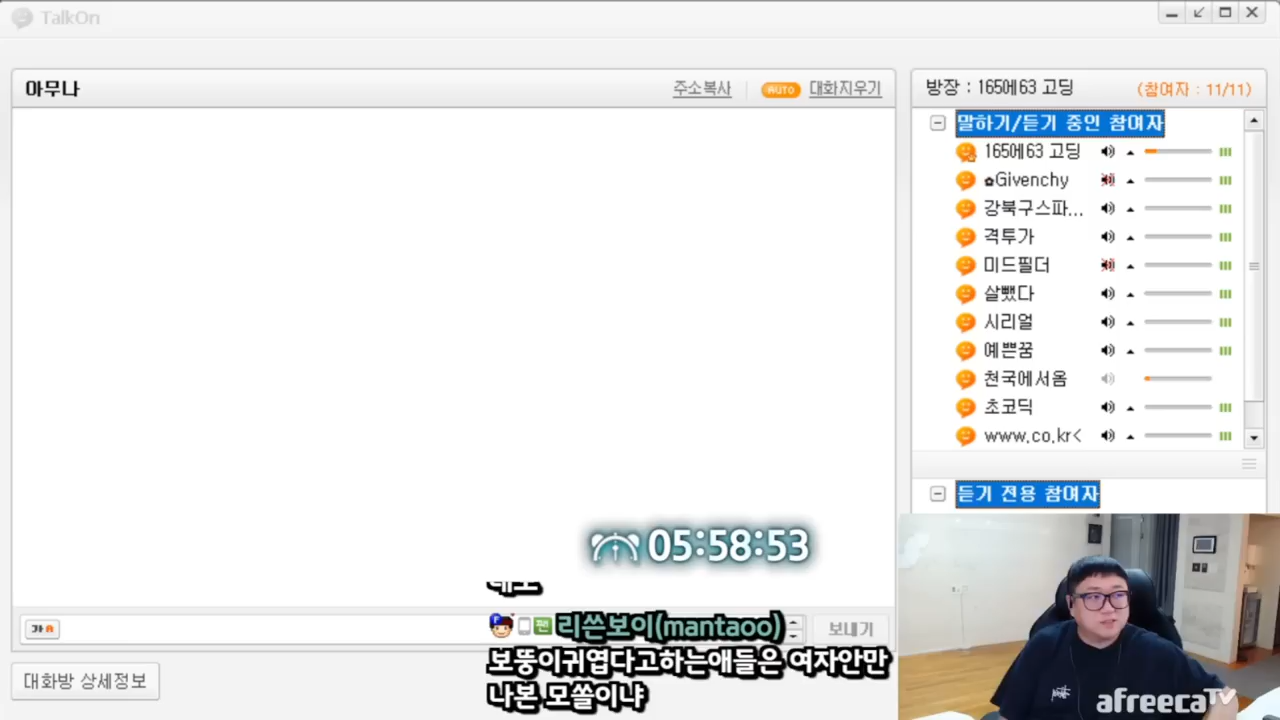 TalkOn
아무나
주소복사
AUTO 대화지우기
방장 : 165에63 고딩
(참여자 : 11/11)
말하기/듣기 중인 참여자
165에63 고딩
✿Givenchy
강북구스파...
격투가
미드필더
살뺐다
시리얼
예쁜꿈
천국에서옴
초코딕
www.co.kr<
듣기 전용 참여자
05:58:53
가
팬 리쓴보이(mantaoo)
보내기
보뚱이귀엽다고하는애들은 여자안만
나본 모쏠이냐
대화방 상세정보
afreecaTV